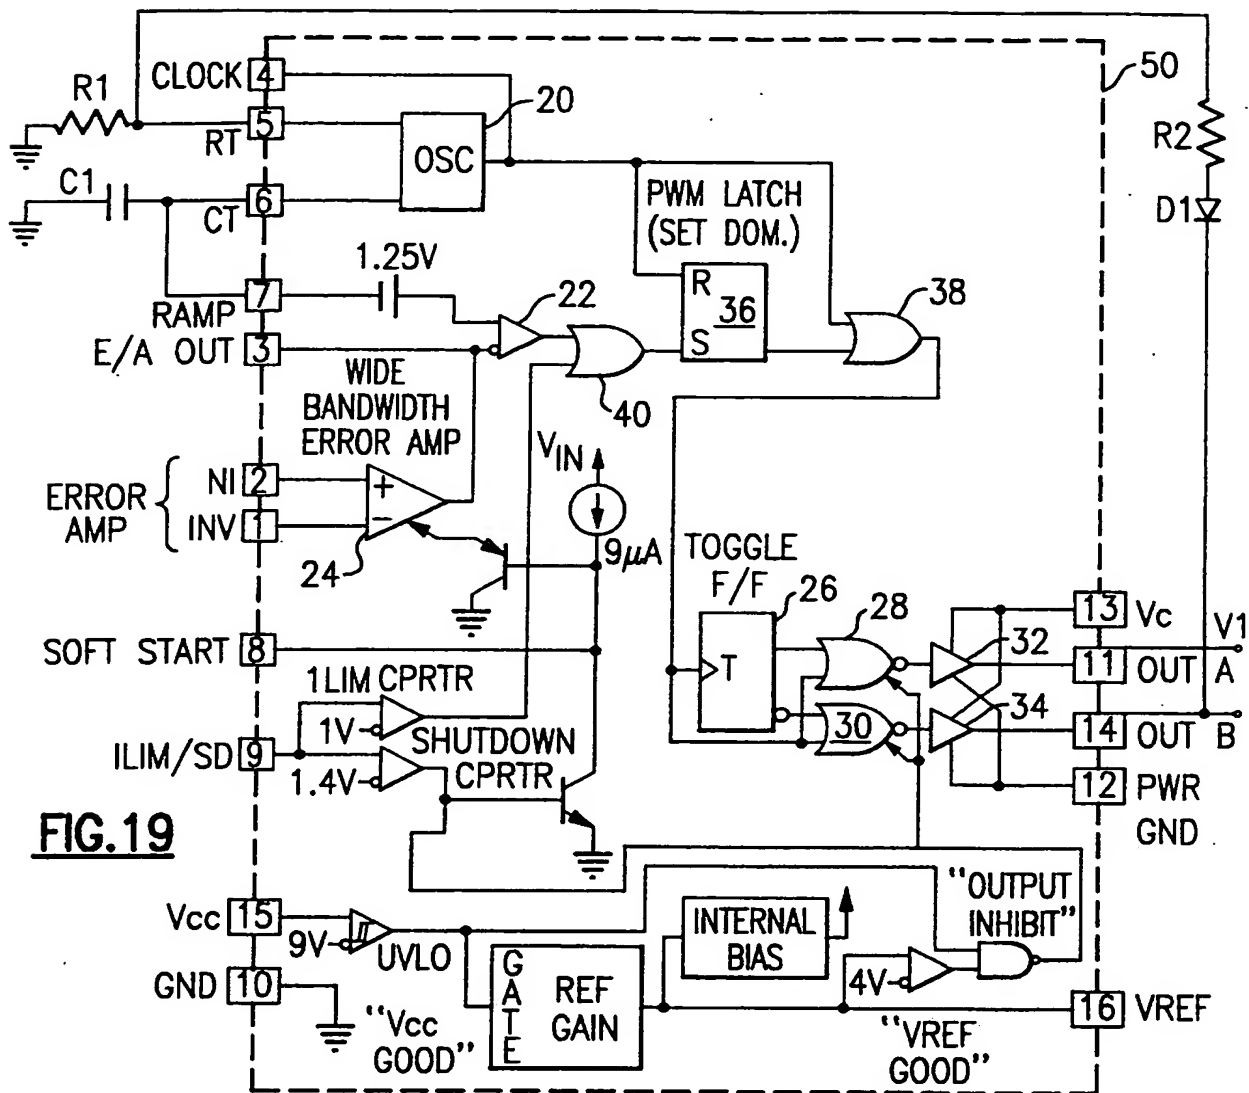 CLOCK 4
50
R1
20
5
RT
OSC
R2
C1
6
CT
PWM LATCH
(SET DOM.)
D1
1.25V
22
R
36
S
38
7
RAMP
E/A OUT 3
WIDE
BANDWIDTH
ERROR AMP
40
VIN
ERROR
AMP
NI 2
INV 1
+
−
24
9µA
TOGGLE
F/F
26
28
T
30
32
34
13 Vc
V1
11 OUT A
14 OUT B
12 PWR
GND
SOFT START 8
1LIM CPRTR
1V
ILIM/SD 9
SHUTDOWN
CPRTR
1.4V
FIG.19
Vcc 15
9V
UVLO
GND 10
"Vcc
GOOD"
GATE
REF
GAIN
INTERNAL
BIAS
"OUTPUT
INHIBIT"
4V
"VREF
GOOD"
16 VREF